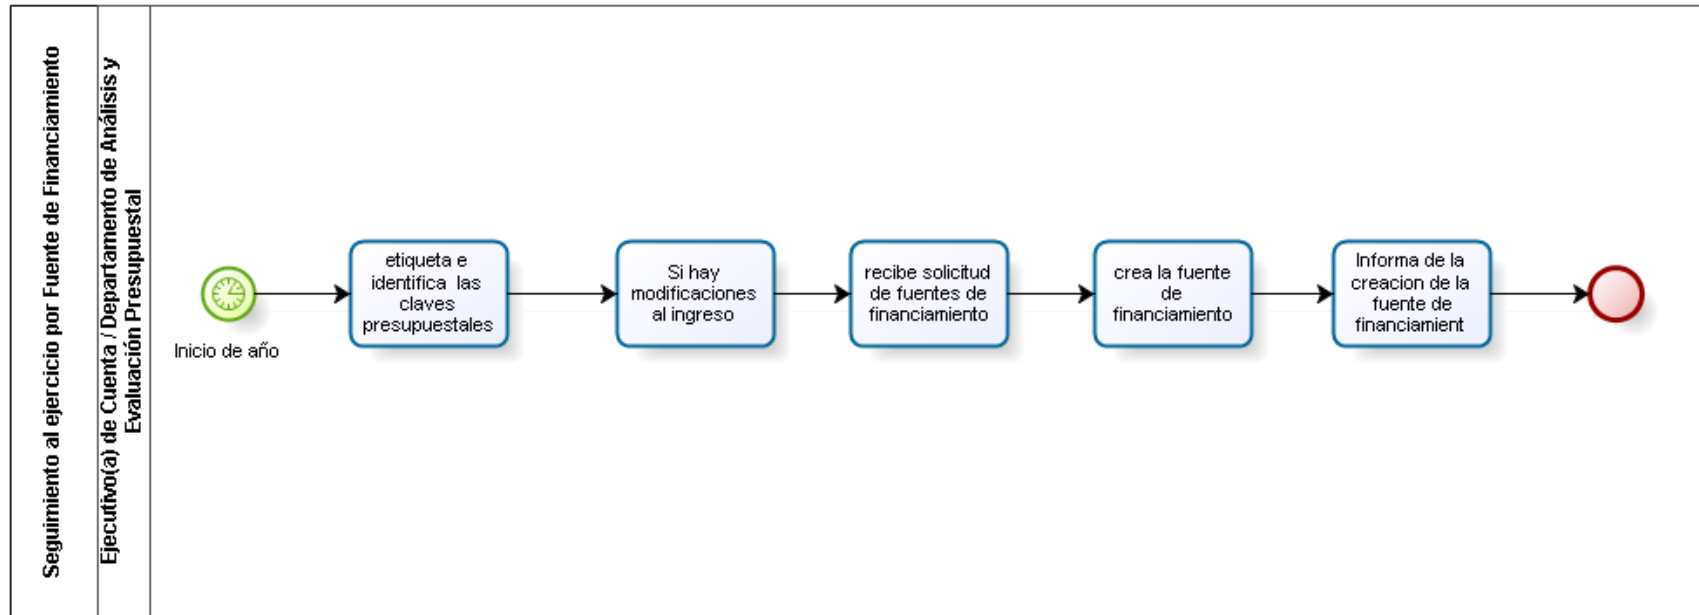 Seguimiento al ejercicio por Fuente de Financiamiento
Ejecutivo(a) de Cuenta / Departamento de Análisis y
Evaluación Presupuestal
Inicio de año
etiqueta e
identifica las
claves
presupuestales
Si hay
modificaciones
al ingreso
recibe solicitud
de fuentes de
financiamiento
crea la fuente
de
financiamiento
Informa de la
creacion de la
fuente de
financiamient